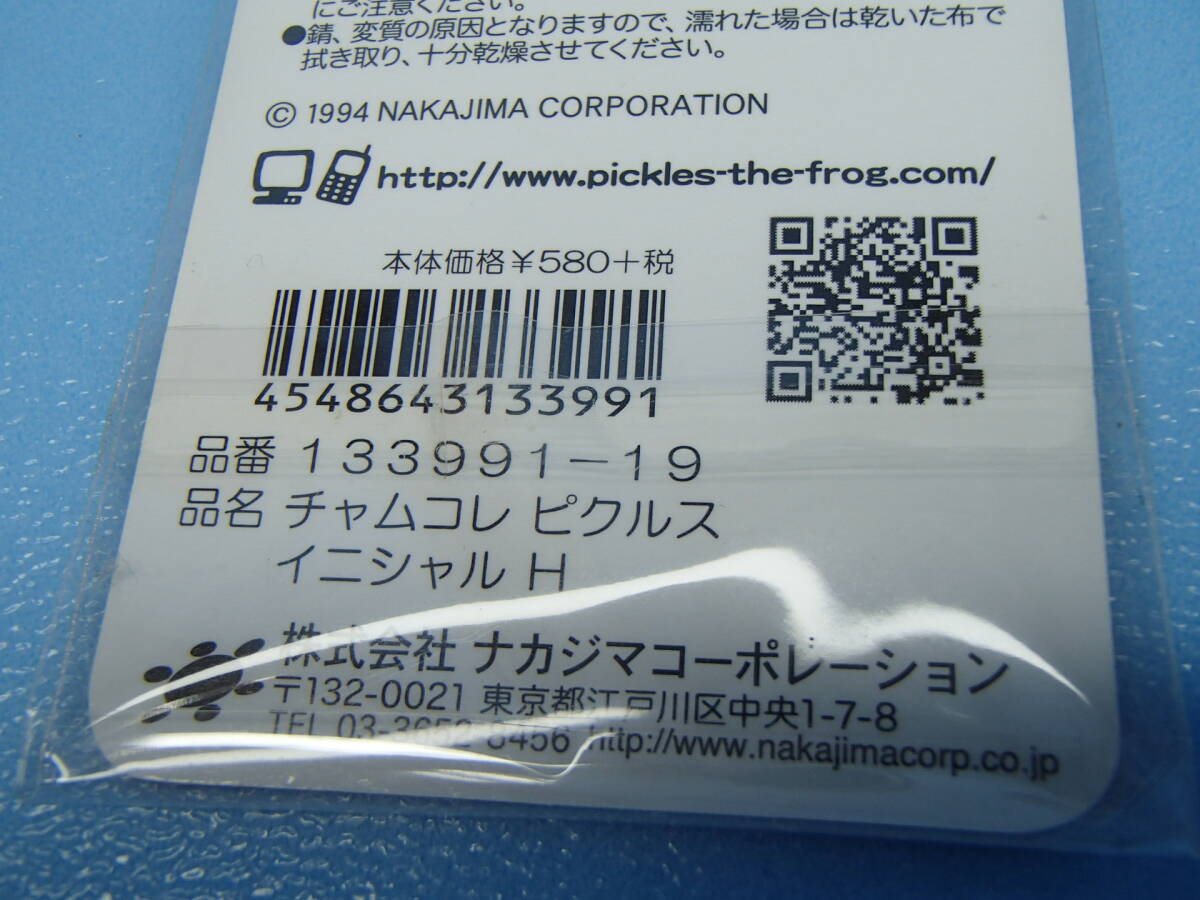 にご注意ください。
●錆、変質の原因となりますので、濡れた場合は乾いた布で
拭き取り、十分乾燥させてください。
© 1994 NAKAJIMA CORPORATION
http://www.pickles-the-frog.com/
本体価格¥580+税
4548643133991
品番 133991-19
品名 チャムコレ ピクルス
イニシャル H
株式会社 ナカジマコーポレーション
〒132-0021 東京都江戸川区中央1-7-8
TEL 03-3652-8456 http://www.nakajimacorp.co.jp